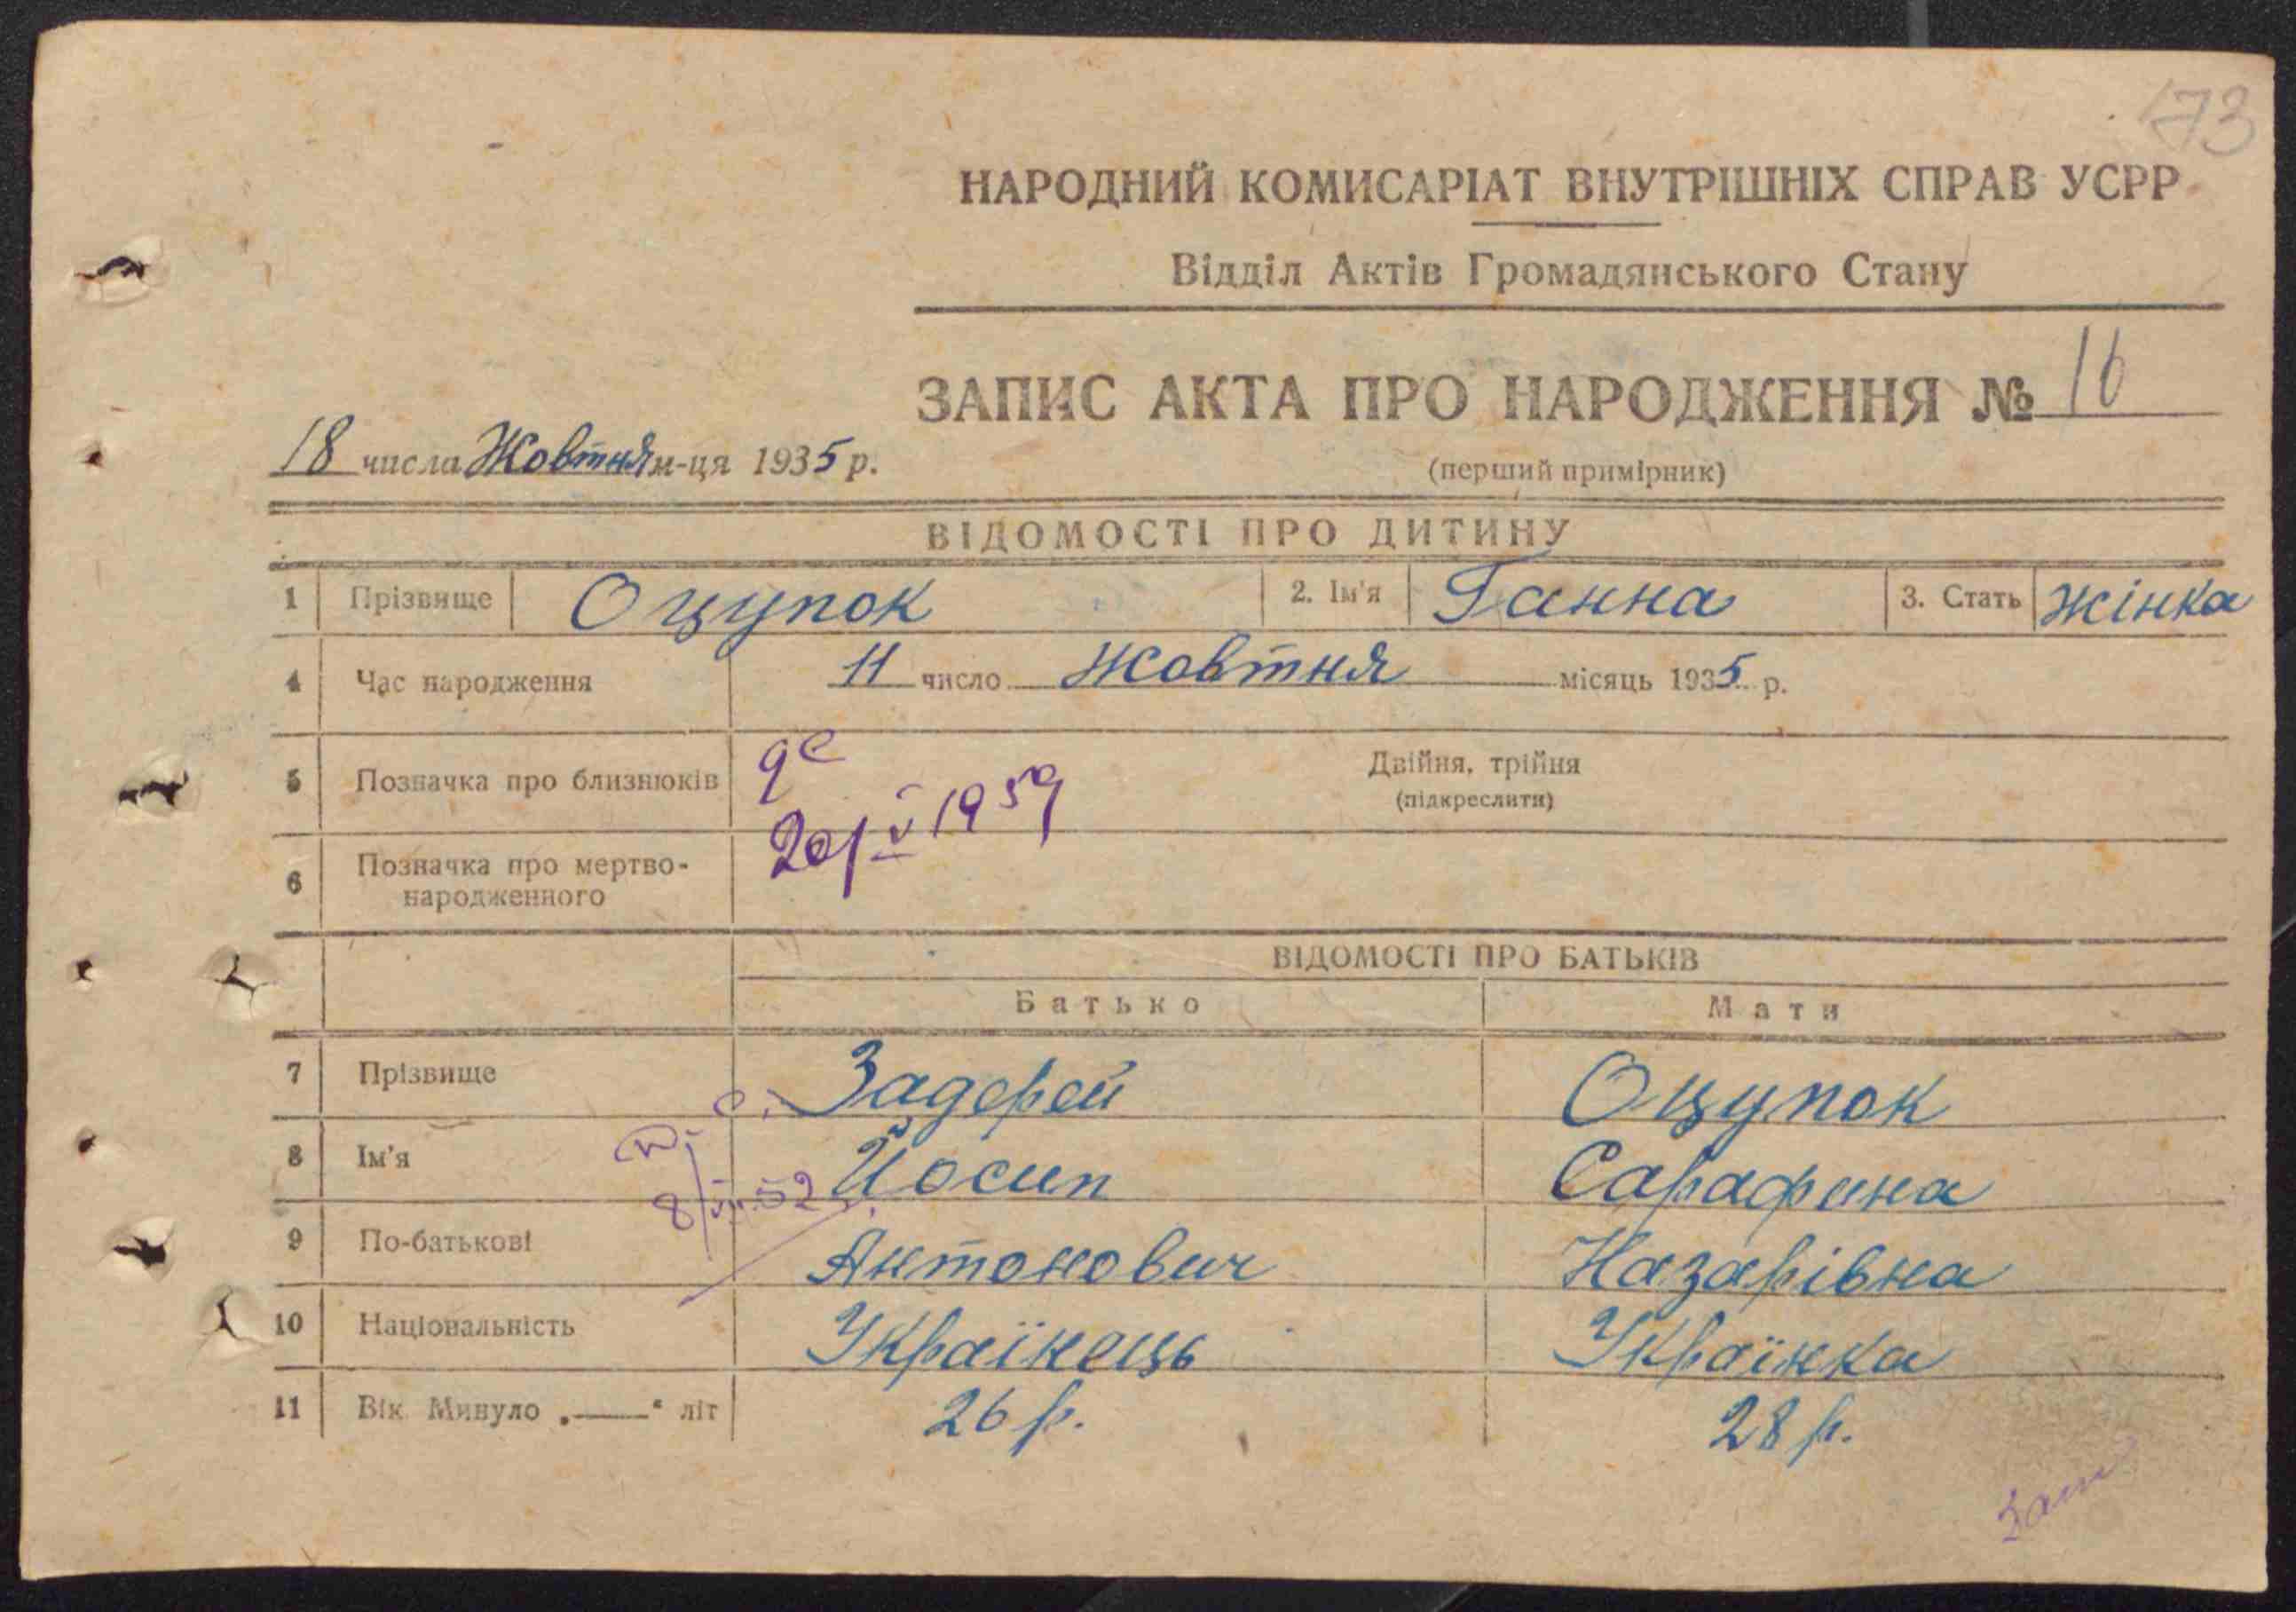 173
НАРОДНИЙ КОМИСАРІАТ ВНУТРІШНІХ СПРАВ УСРР
Відділ Актів Громадянського Стану
ЗАПИС АКТА ПРО НАРОДЖЕННЯ № 16
18 числа Жовтня м-ця 1935 р.
(перший примірник)
ВІДОМОСТІ ПРО ДИТИНУ
1 Прізвище Оцупок 2. Ім'я Ганна 3. Стать жінка
4 Час народження 11 число Жовтня місяць 1935 р.
5 Позначка про близнюків Двійня, трійня
(підкреслити)
20/V 1959
6 Позначка про мертво-
народженного
ВІДОМОСТІ ПРО БАТЬКІВ
Батько Мати
7 Прізвище Задерей Оцупок
8 Ім'я Йосип Сарафина
8/VII.52
9 По-батькові Антонович Назарівна
10 Національність Українець Українка
11 Вік Минуло „——“ літ 26 р. 28 р.